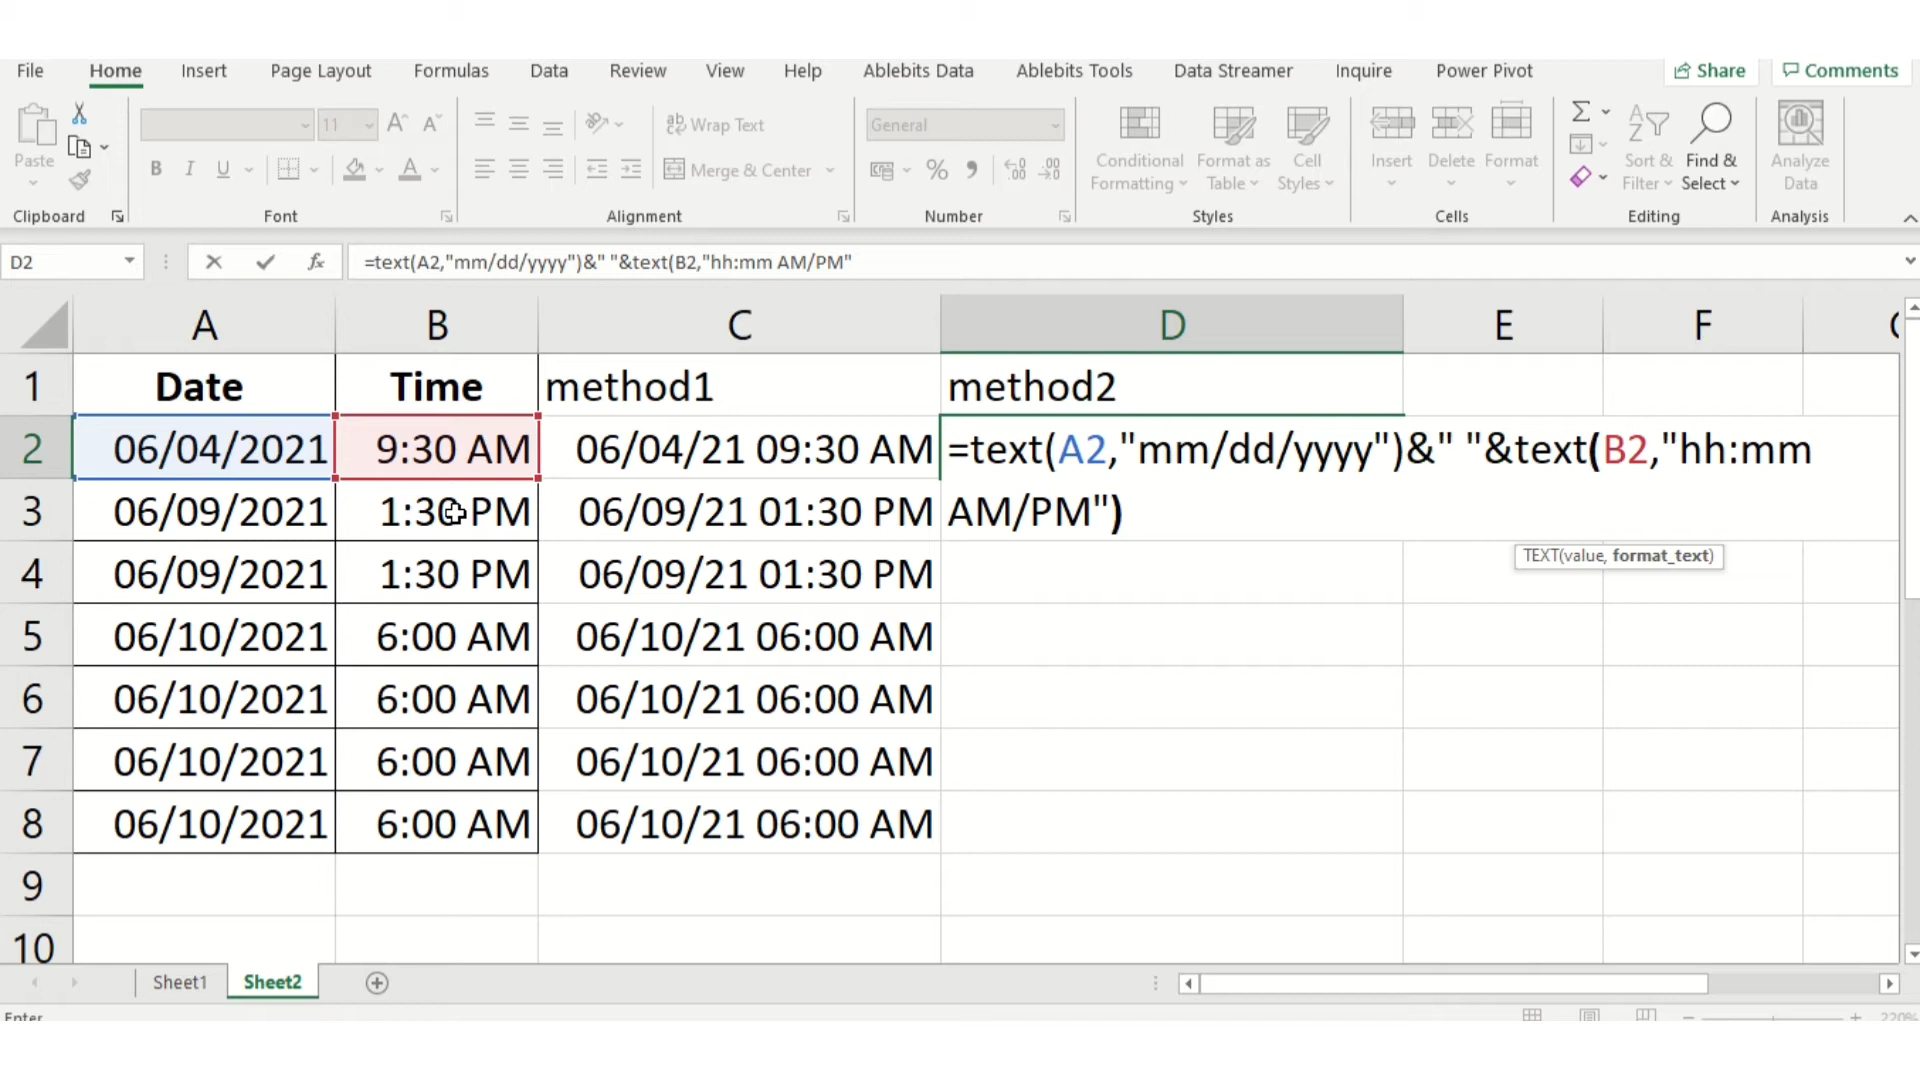 File Home Insert Page Layout Formulas Data Review View Help Ablebits Data Ablebits Tools Data Streamer Inquire Power Pivot Share Comments
Paste
11
Wrap Text
General
Merge & Center
Conditional Formatting
Format as Table
Cell Styles
Insert
Delete
Format
Sort & Filter
Find & Select
Analyze Data
Clipboard Font Alignment Number Styles Cells Editing Analysis
D2 =text(A2,"mm/dd/yyyy")&" "&text(B2,"hh:mm AM/PM"
A B C D E F
1 Date Time method1 method2
2 06/04/2021 9:30 AM 06/04/21 09:30 AM =text(A2,"mm/dd/yyyy")&" "&text(B2,"hh:mm
3 06/09/2021 1:30 PM 06/09/21 01:30 PM AM/PM")
TEXT(value, format_text)
4 06/09/2021 1:30 PM 06/09/21 01:30 PM
5 06/10/2021 6:00 AM 06/10/21 06:00 AM
6 06/10/2021 6:00 AM 06/10/21 06:00 AM
7 06/10/2021 6:00 AM 06/10/21 06:00 AM
8 06/10/2021 6:00 AM 06/10/21 06:00 AM
9
10
Sheet1 Sheet2
Enter 220%